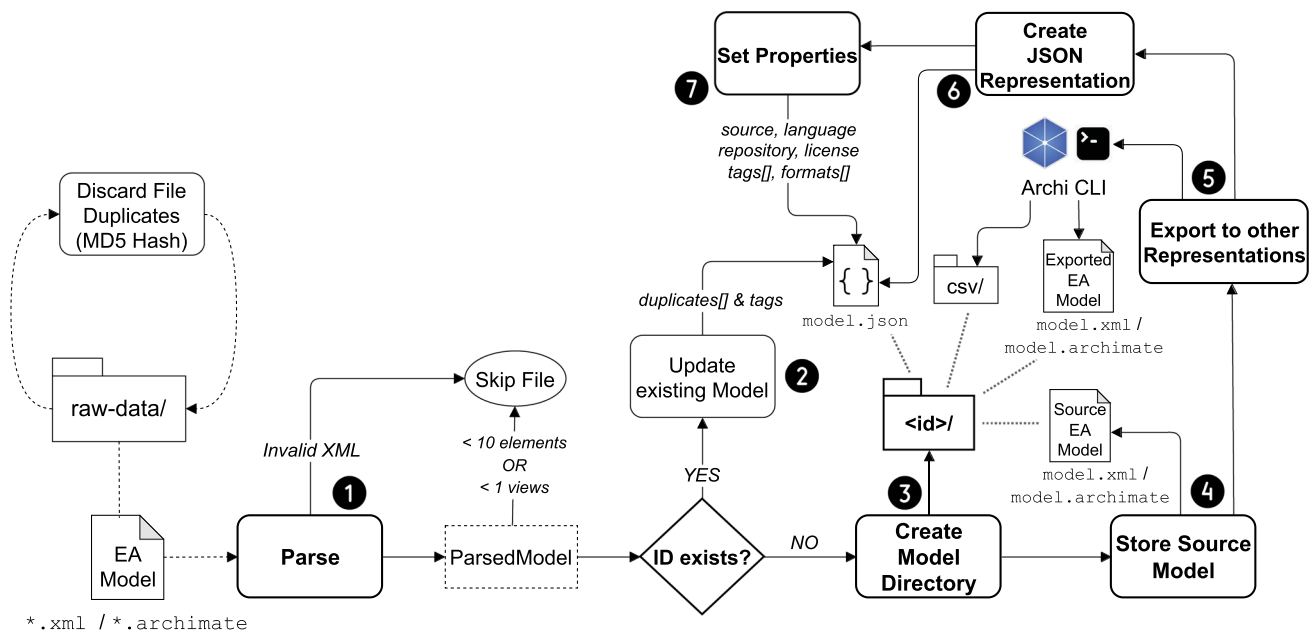 Discard File
Duplicates
(MD5 Hash)
raw-data/
EA
Model
*.xml / *.archimate
Invalid XML
1
Parse
Skip File
< 10 elements
OR
< 1 views
ParsedModel
ID exists?
YES
NO
Update
existing Model
2
duplicates[] & tags
3
Create
Model
Directory
<id>/
4
Store Source
Model
Source
EA
Model
model.xml /
model.archimate
5
Export to other
Representations
>-
Archi CLI
csv/
Exported
EA
Model
model.xml /
model.archimate
6
Create
JSON
Representation
7
Set Properties
source, language
repository, license
tags[], formats[]
{ }
model.json